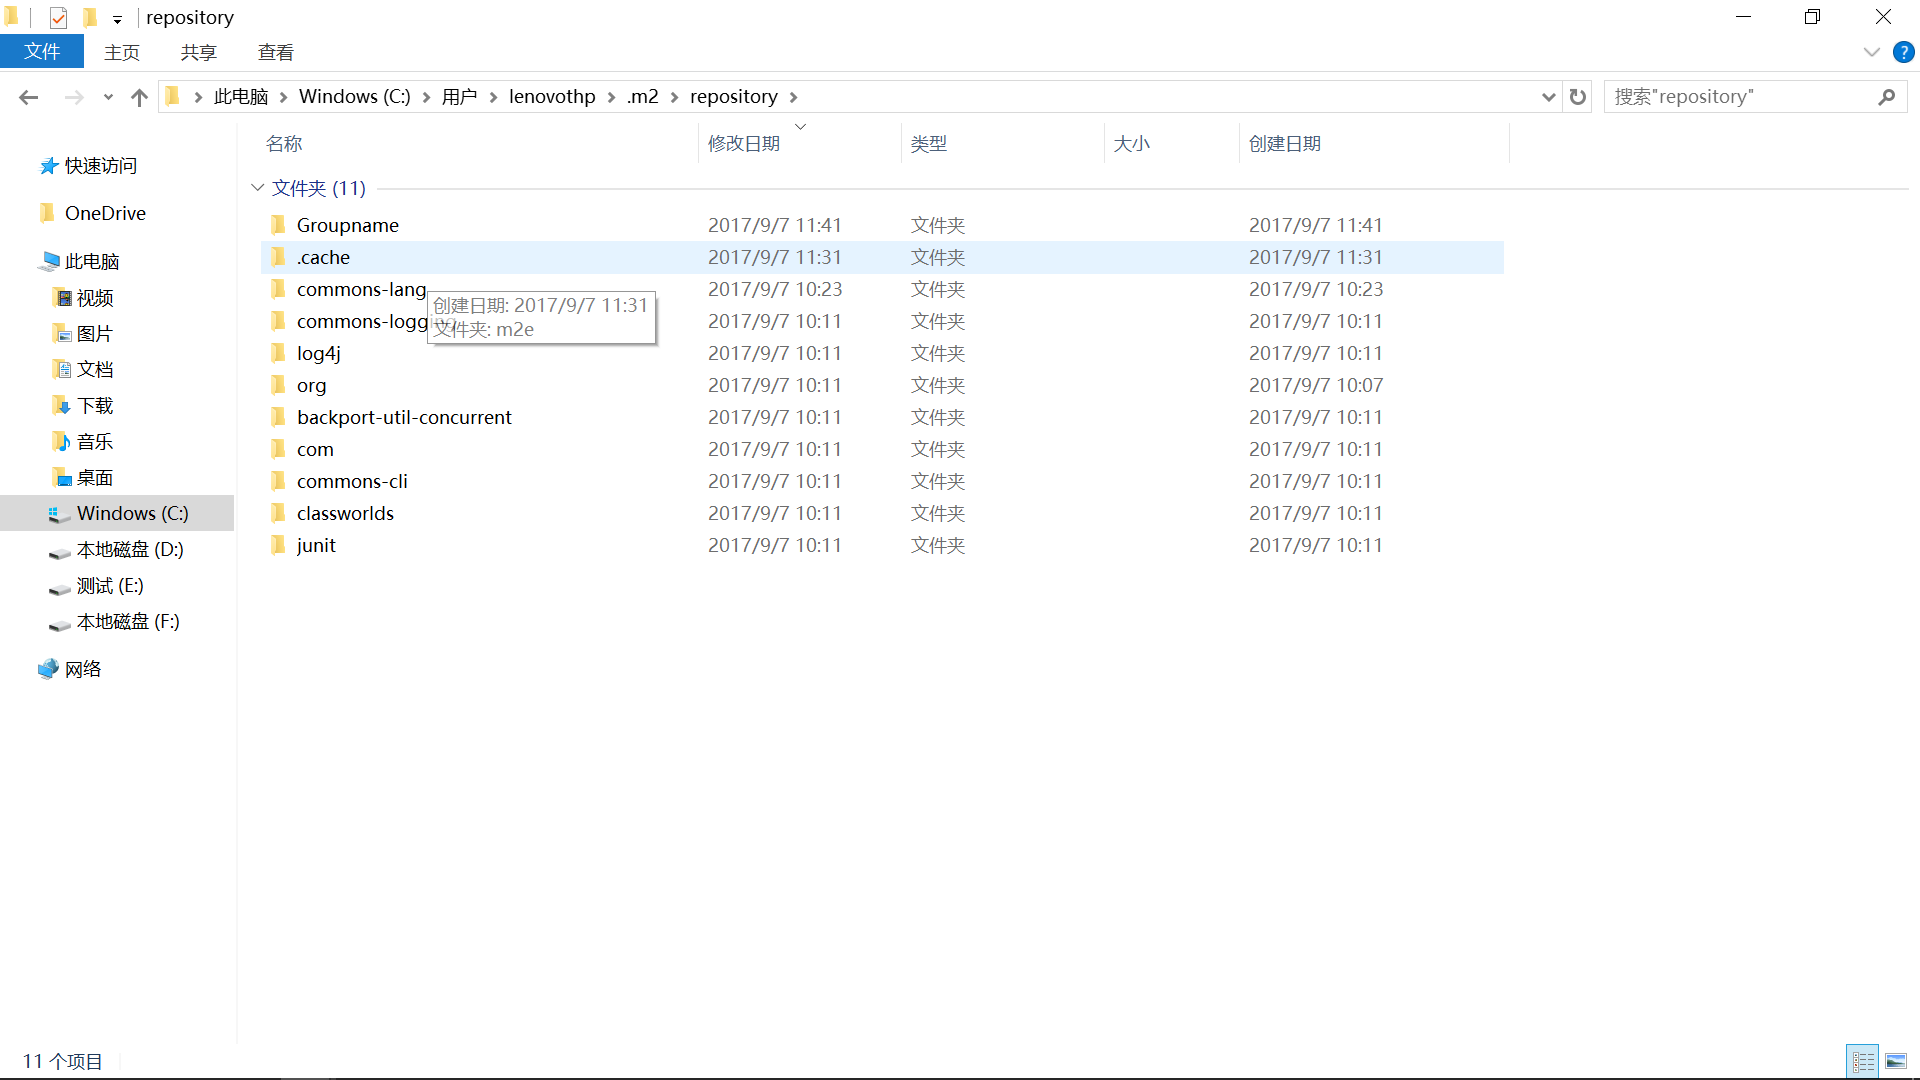 repository
文件 主页 共享 查看
此电脑 Windows (C:) 用户 lenovothp .m2 repository 搜索"repository"
名称 修改日期 类型 大小 创建日期
快速访问
OneDrive
此电脑
视频
图片
文档
下载
音乐
桌面
Windows (C:)
本地磁盘 (D:)
测试 (E:)
本地磁盘 (F:)
网络
文件夹 (11)
Groupname 2017/9/7 11:41 文件夹 2017/9/7 11:41
.cache 2017/9/7 11:31 文件夹 2017/9/7 11:31
commons-lang 2017/9/7 10:23 文件夹 2017/9/7 10:23
commons-logging 2017/9/7 10:11 文件夹 2017/9/7 10:11
log4j 2017/9/7 10:11 文件夹 2017/9/7 10:11
org 2017/9/7 10:11 文件夹 2017/9/7 10:07
backport-util-concurrent 2017/9/7 10:11 文件夹 2017/9/7 10:11
com 2017/9/7 10:11 文件夹 2017/9/7 10:11
commons-cli 2017/9/7 10:11 文件夹 2017/9/7 10:11
classworlds 2017/9/7 10:11 文件夹 2017/9/7 10:11
junit 2017/9/7 10:11 文件夹 2017/9/7 10:11
创建日期: 2017/9/7 11:31
文件夹: m2e
11 个项目